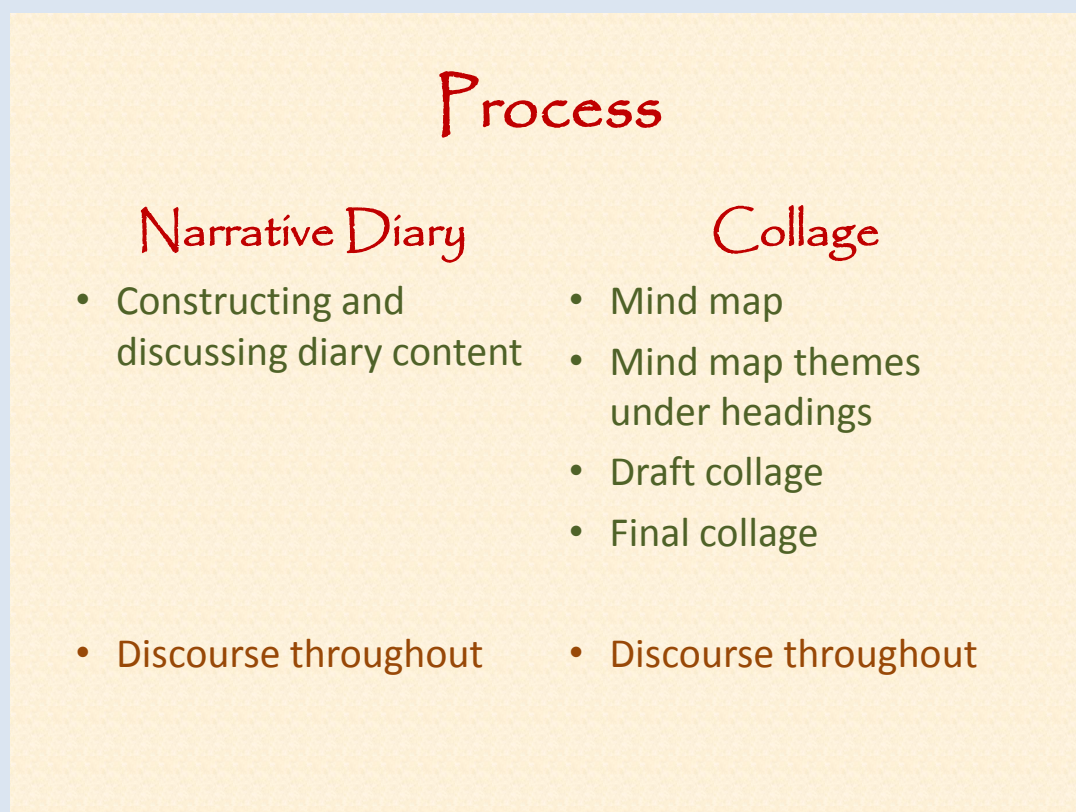 Process
Narrative Diary
• Constructing and
discussing diary content
• Discourse throughout
Collage
• Mind map
• Mind map themes
under headings
• Draft collage
• Final collage
• Discourse throughout